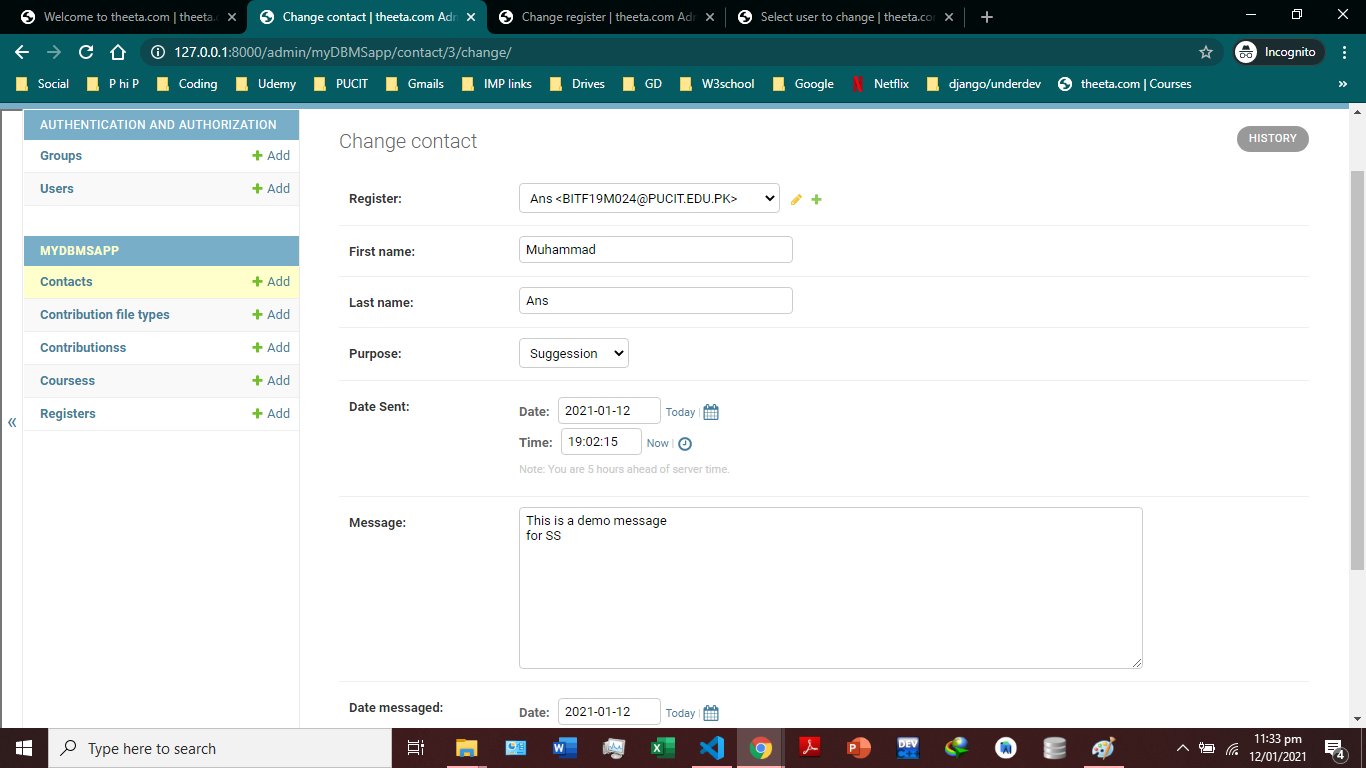 Welcome to theeta.com | theeta.c
Change contact | theeta.com Adm
Change register | theeta.com Adm
Select user to change | theeta.co
127.0.0.1:8000/admin/myDBMSapp/contact/3/change/
Incognito
Social
P hi P
Coding
Udemy
PUCIT
Gmails
IMP links
Drives
GD
W3school
Google
Netflix
django/underdev
theeta.com | Courses
»
AUTHENTICATION AND AUTHORIZATION
Groups + Add
Users + Add
MYDBMSAPP
Contacts + Add
Contribution file types + Add
Contributionss + Add
Coursess + Add
Registers + Add
«
Change contact
HISTORY
Register: Ans <BITF19M024@PUCIT.EDU.PK>
First name: Muhammad
Last name: Ans
Purpose: Suggession
Date Sent: Date: 2021-01-12 Today |
Time: 19:02:15 Now |
Note: You are 5 hours ahead of server time.
Message: This is a demo message
for SS
Date messaged: Date: 2021-01-12 Today |
Type here to search
DEV
11:33 pm
12/01/2021
4